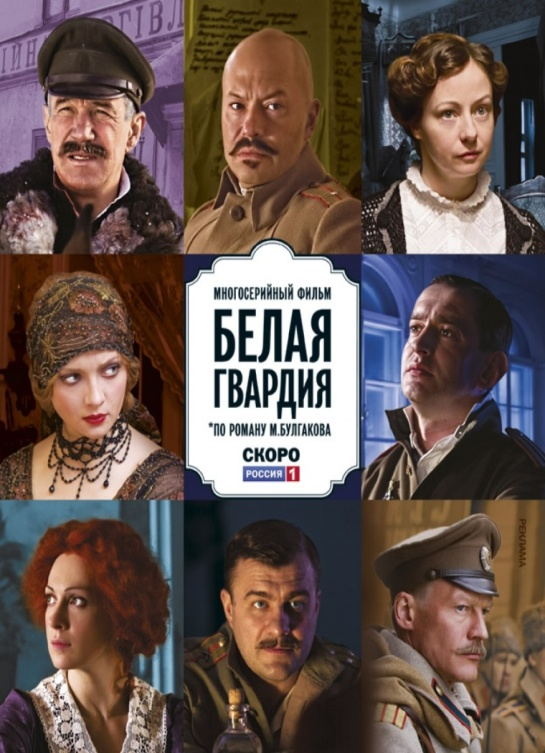 МНОГОСЕРИЙНЫЙ ФИЛЬМ
БЕЛАЯ
ГВАРДИЯ
*ПО РОМАНУ М.БУЛГАКОВА
СКОРО
РОССИЯ 1
РЕКЛАМА